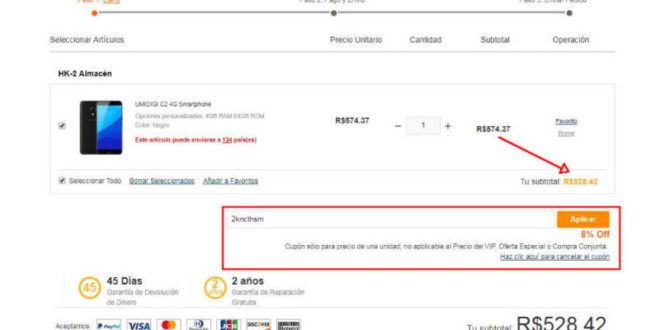 Paso 1: Carro
Paso 2: Pago y Envío
Paso 3: Enviar Pedido
Seleccionar Artículos Precio Unitario Cantidad Subtotal Operación
HK-2 Almacén
UMIDIGI C2 4G Smartphone
Opciones personalizadas: 4GB RAM 64GB ROM
Color: Negro
Este artículo puede enviarse a 124 país(es)
R$574.37 − 1 + R$574.37
Favorito
Borrar
Seleccionar Todo Borrar Seleccionados Añadir a Favoritos Tu subtotal: R$528.42
2kncthsm Aplicar
8% Off
Cupón sólo para precio de una unidad; no applicable al Precio del VIP, Oferta Especial o Compra Conjunta.
Haz clic aquí para cancelar el cupón
45 45 Días
Garantía de Devolución
de Dinero
2 2 años
Garantía de Reparación
Gratuita
Aceptamos: PayPal VISA JCB DISCOVER
Tu subtotal: R$528.42